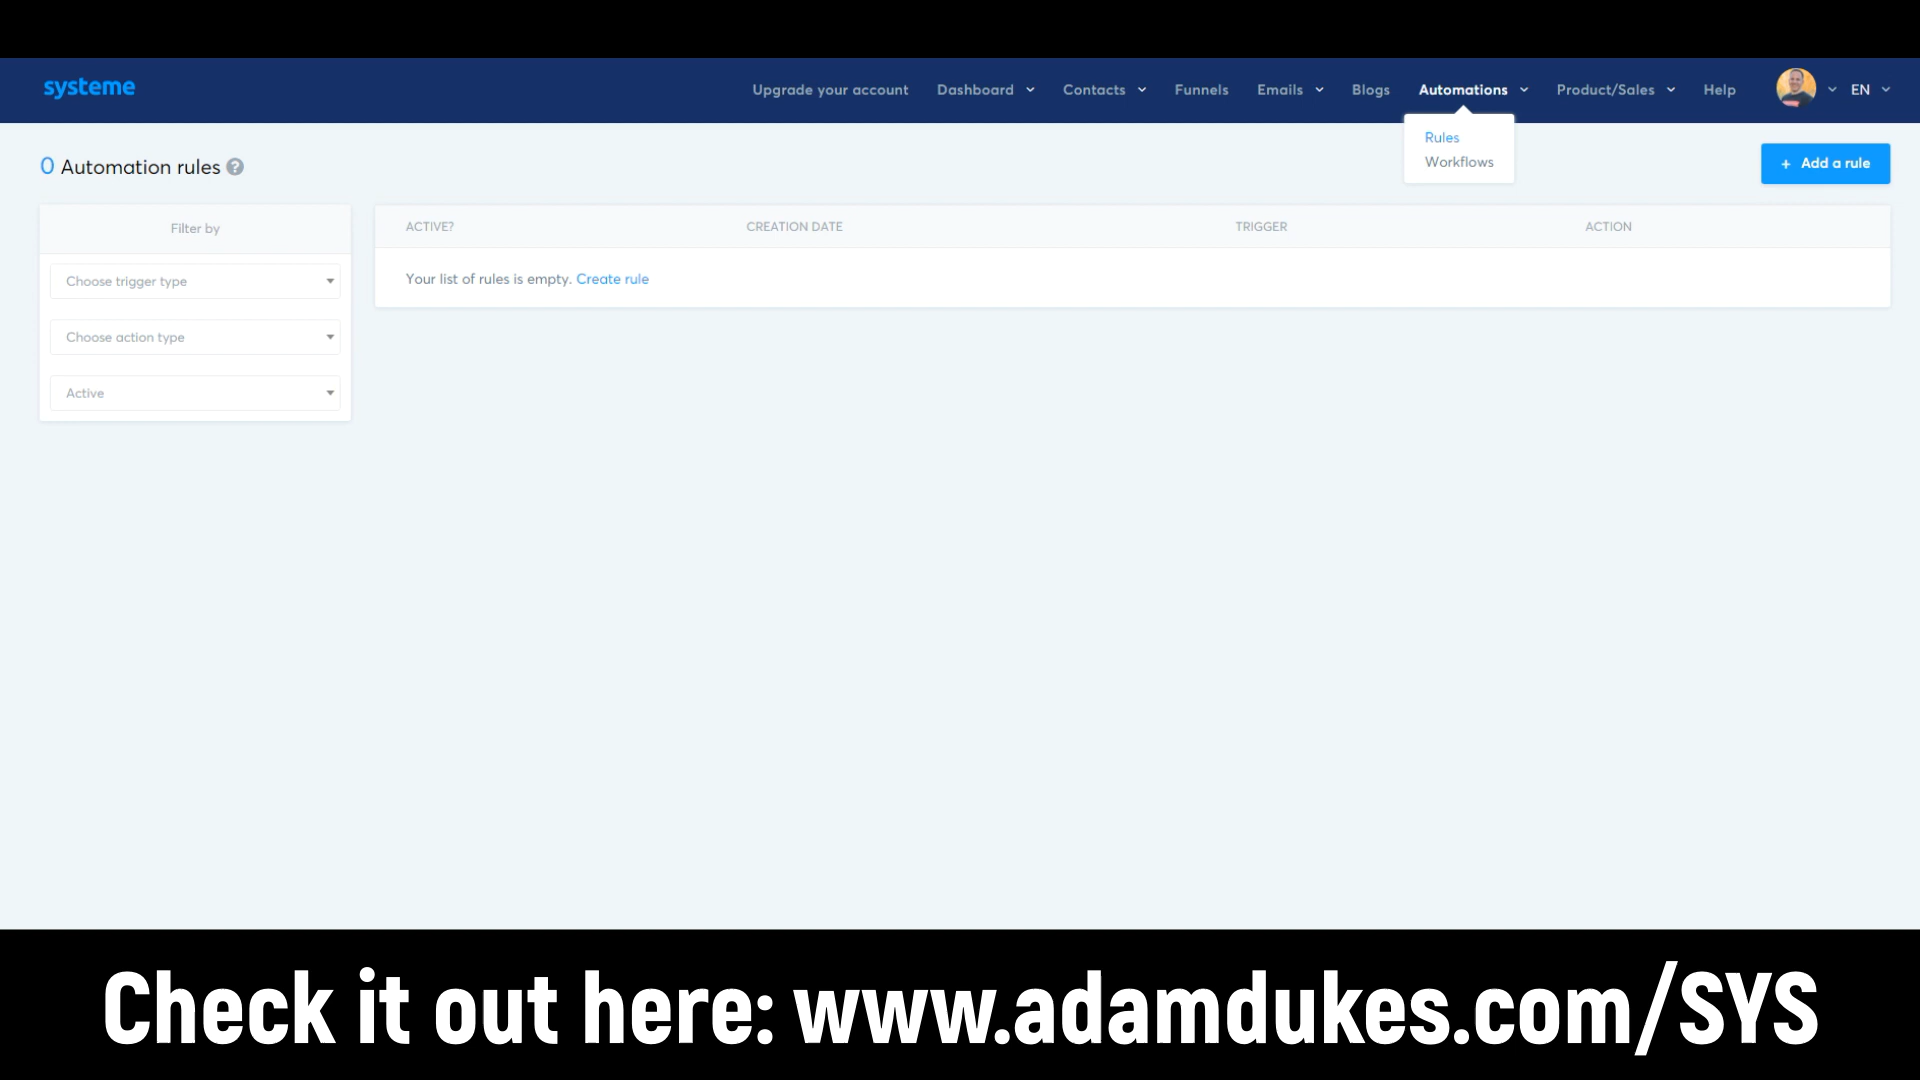 systeme
Upgrade your account Dashboard Contacts Funnels Emails Blogs Automations Product/Sales Help EN
Rules
Workflows
0 Automation rules ?
+ Add a rule
Filter by
Choose trigger type
Choose action type
Active
ACTIVE? CREATION DATE TRIGGER ACTION
Your list of rules is empty. Create rule
Check it out here: www.adamdukes.com/SYS